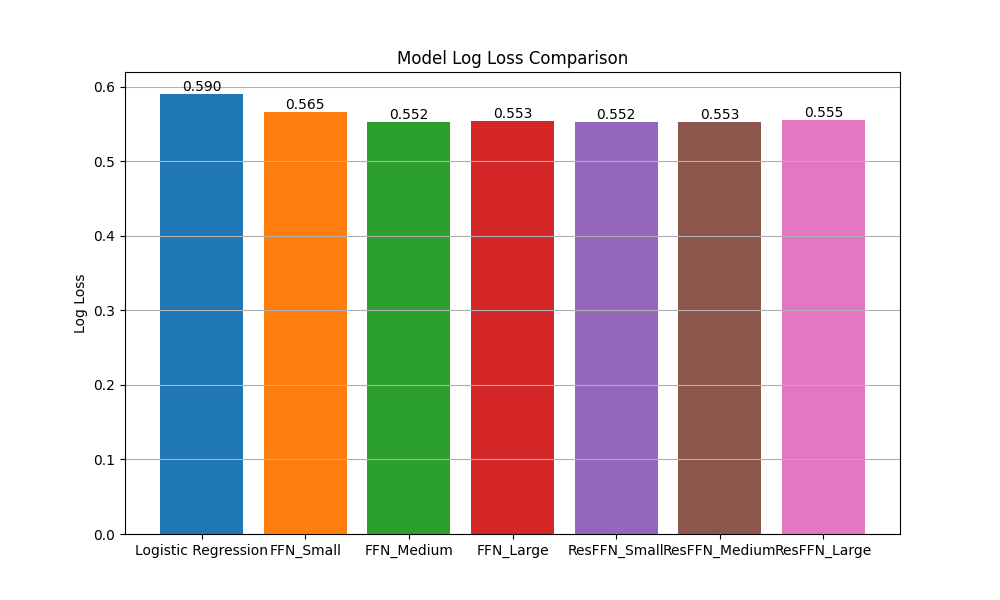 Model Log Loss Comparison
Log Loss
0.6
0.5
0.4
0.3
0.2
0.1
0.0
0.590
0.565
0.552
0.553
0.552
0.553
0.555
Logistic Regression
FFN_Small
FFN_Medium
FFN_Large
ResFFN_Small
ResFFN_Medium
ResFFN_Large